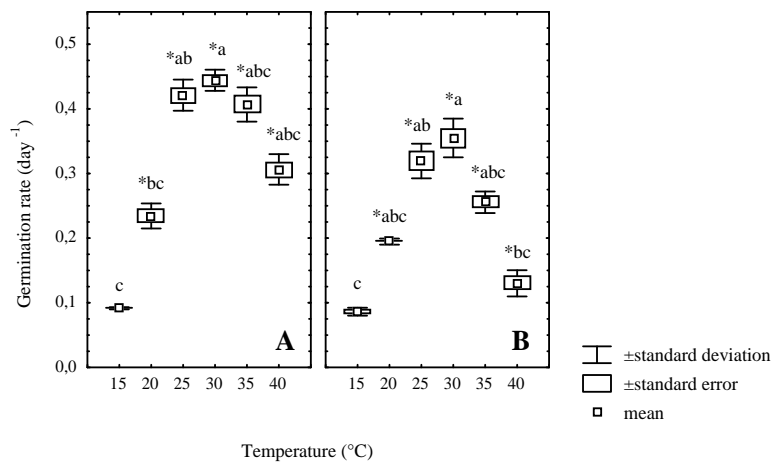 Germination rate (day -1)
0,5
0,4
0,3
0,2
0,1
0,0
c
*bc
*ab
*a
*abc
*abc
A
c
*abc
*ab
*a
*abc
*bc
B
15 20 25 30 35 40 15 20 25 30 35 40
Temperature (°C)
±standard deviation
±standard error
mean